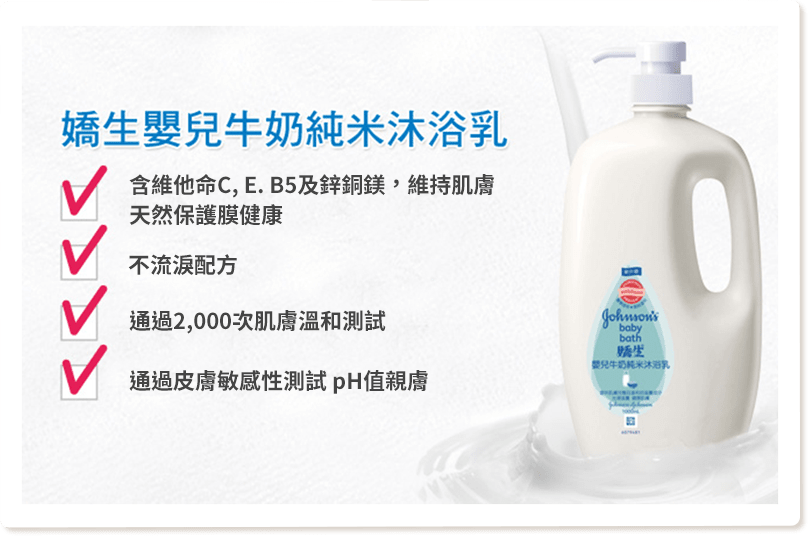 嬌生嬰兒牛奶純米沐浴乳
含維他命C, E. B5及鋅銅鎂，維持肌膚
天然保護膜健康
不流淚配方
通過2,000次肌膚溫和測試
通過皮膚敏感性測試 pH值親膚
Johnson's
baby
bath
嬌生
嬰兒牛奶純米沐浴乳
1000mL